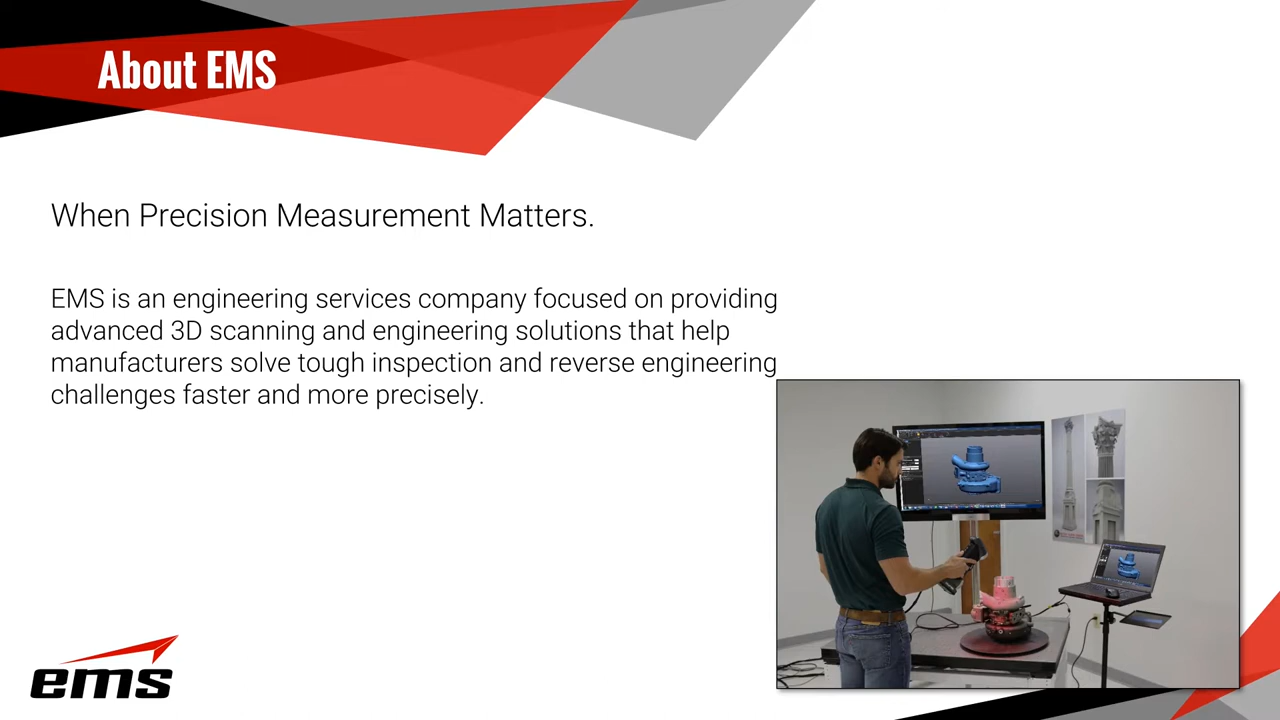 About EMS
When Precision Measurement Matters.
EMS is an engineering services company focused on providing
advanced 3D scanning and engineering solutions that help
manufacturers solve tough inspection and reverse engineering
challenges faster and more precisely.
ems